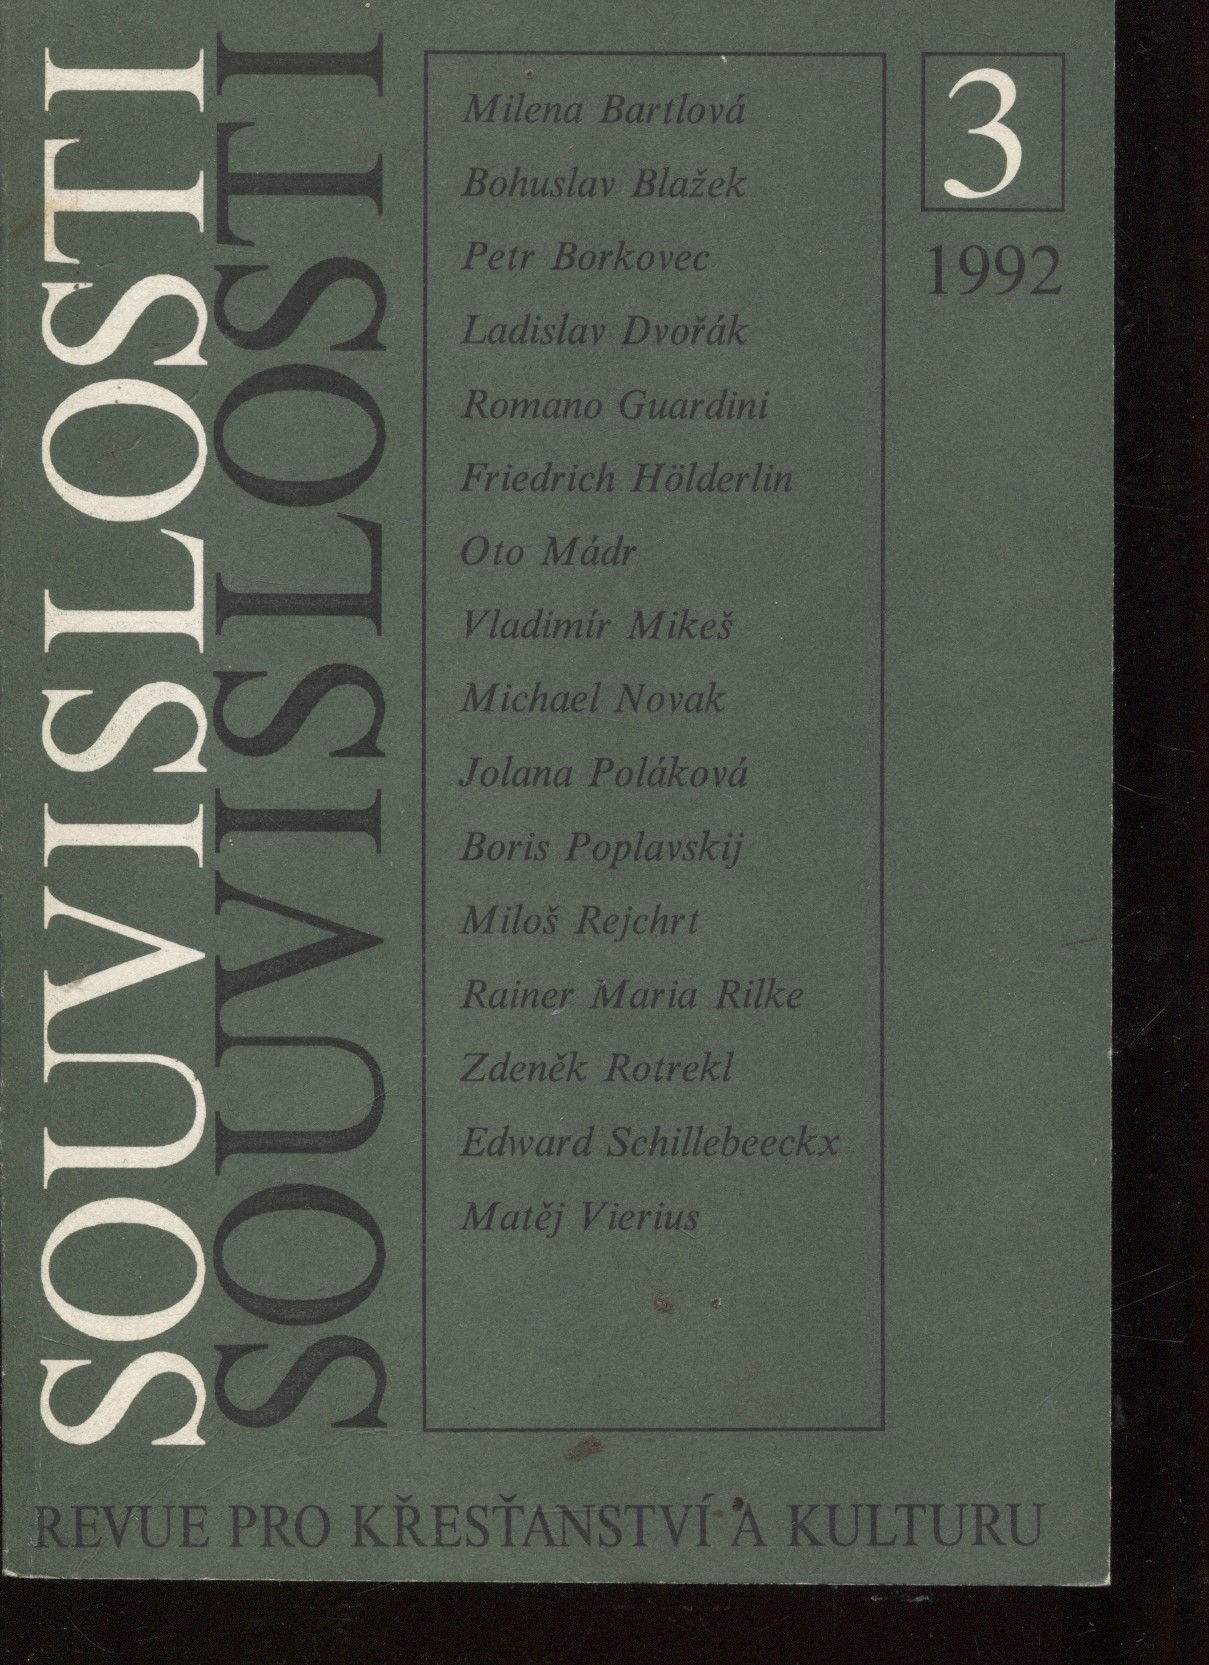 SOUVISLOSTI
SOUVISLOSTI
Milena Bartlová
Bohuslav Blažek
Petr Borkovec
Ladislav Dvořák
Romano Guardini
Friedrich Hölderlin
Oto Mádr
Vladimír Mikeš
Michael Novak
Jolana Poláková
Boris Poplavskij
Miloš Rejchrt
Rainer Maria Rilke
Zdeněk Rotrekl
Edward Schillebeeckx
Matěj Vierius
3
1992
REVUE PRO KŘESŤANSTVÍ A KULTURU